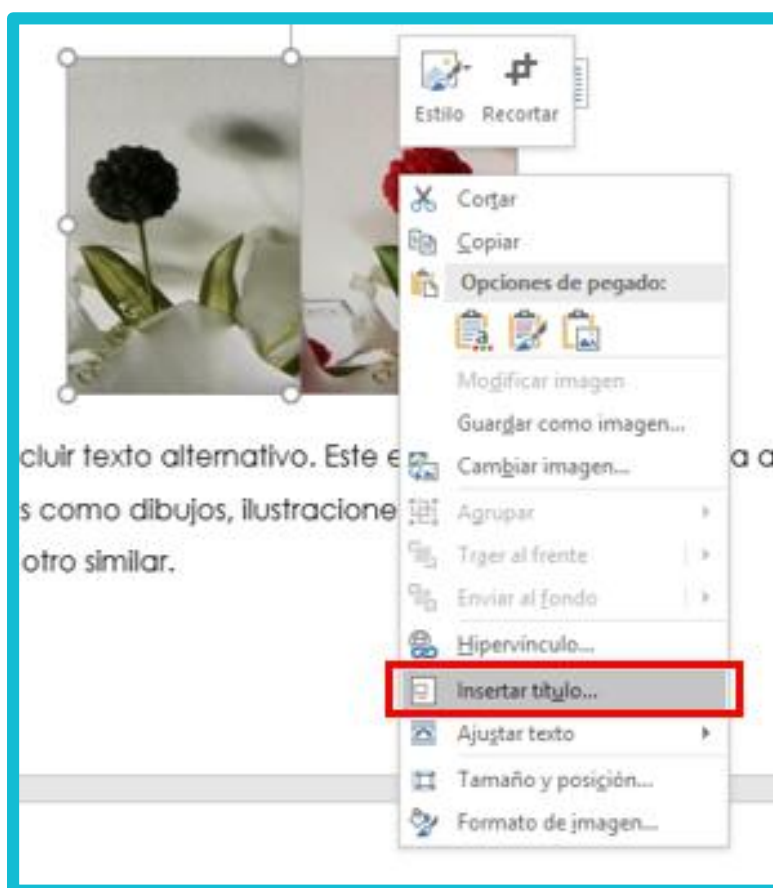 Estilo Recortar
Cortar
Copiar
Opciones de pegado:
Modificar imagen
Guardar como imagen...
cluir texto alternativo. Este e
a a
Cambiar imagen...
s como dibujos, ilustracione
Agrupar
otro similar.
Traer al frente
Enviar al fondo
Hipervínculo...
Insertar título...
Ajustar texto
Tamaño y posición...
Formato de imagen...